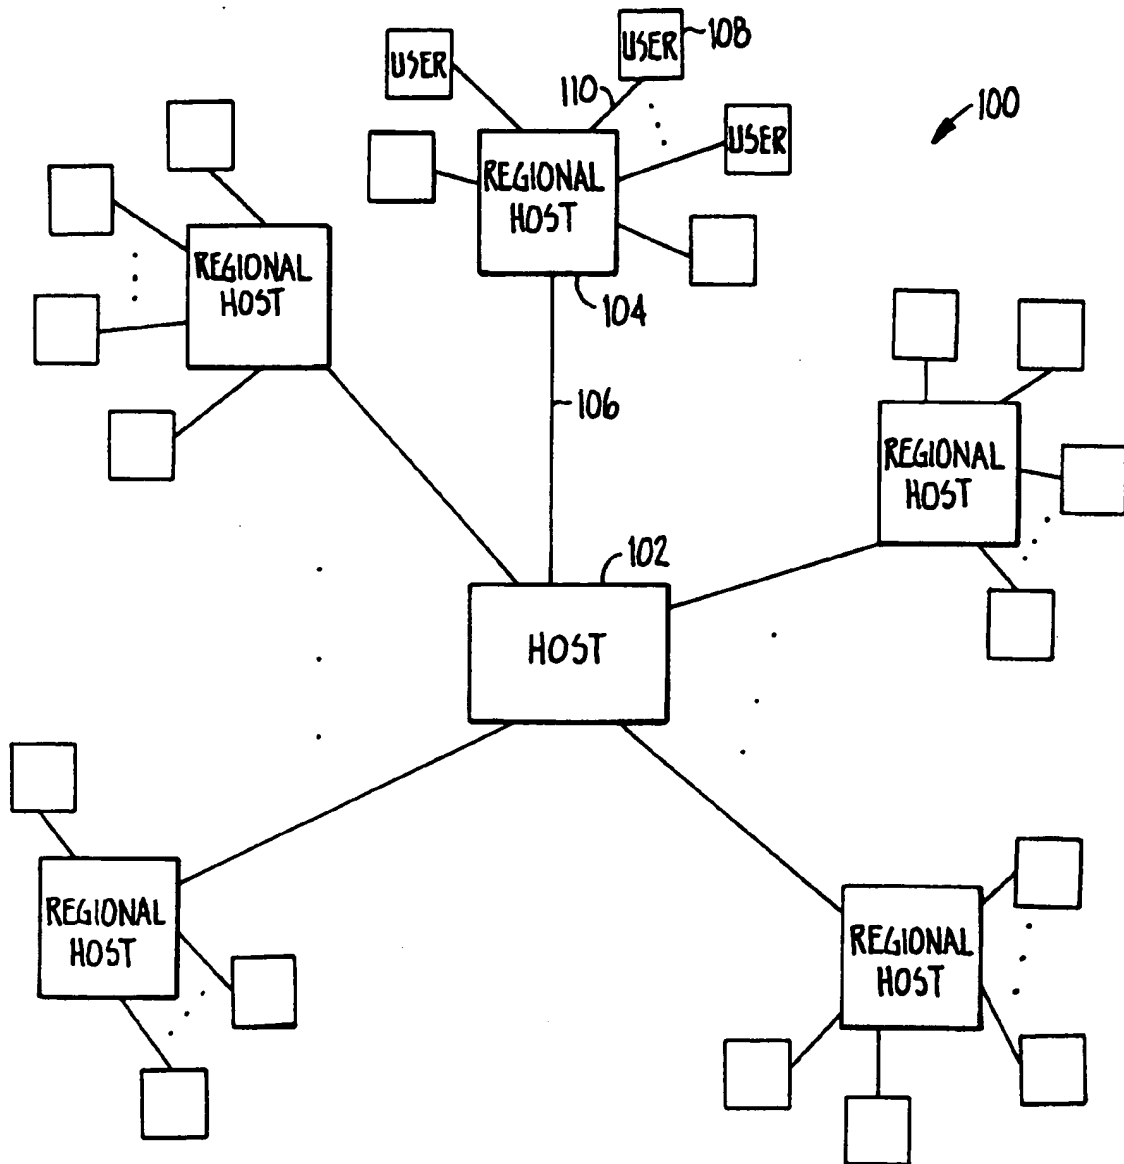 USER
USER
108
110
100
USER
REGIONAL
HOST
104
REGIONAL
HOST
106
REGIONAL
HOST
102
HOST
REGIONAL
HOST
REGIONAL
HOST